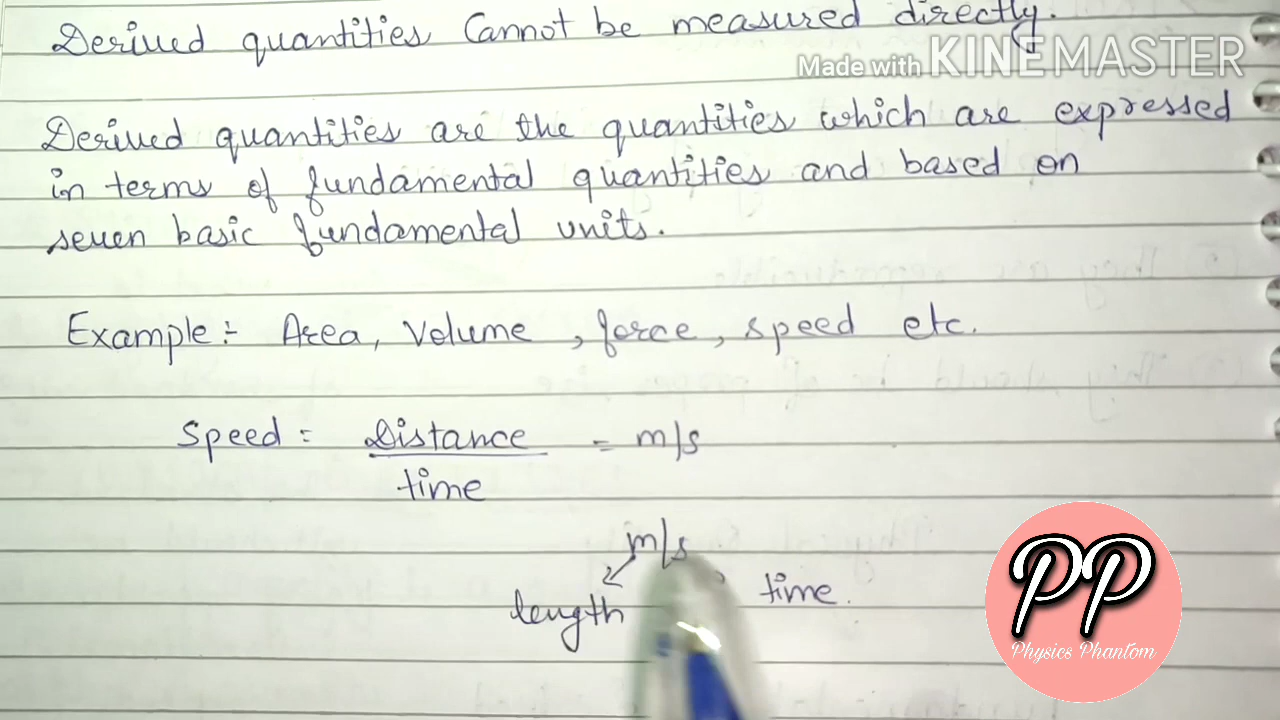 Derived quantities Cannot be measured directly.
Made with KINEMASTER
Derived quantities are the quantities which are expressed
in terms of fundamental quantities and based on
seven basic fundamental units.
Example:- Area, Volume, force, speed etc.
Speed = Distance = m/s
time
m/s
length time.
PP
Physics Phantom